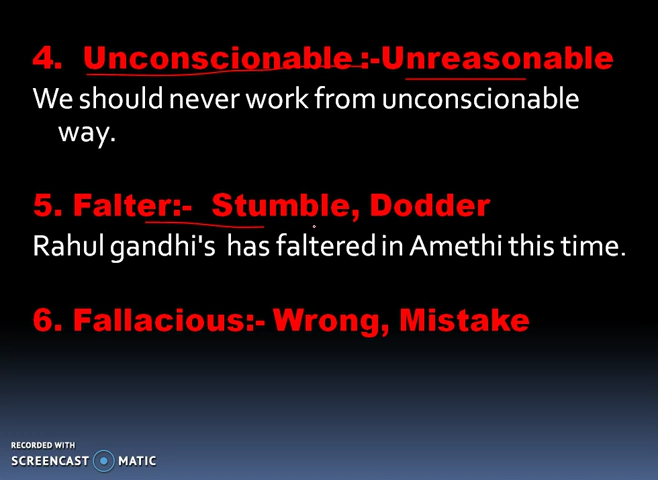 4. Unconscionable :-Unreasonable
We should never work from unconscionable
way.
5. Falter:- Stumble, Dodder
Rahul gandhi's has faltered in Amethi this time.
6. Fallacious:- Wrong, Mistake
RECORDED WITH
SCREENCAST MATIC